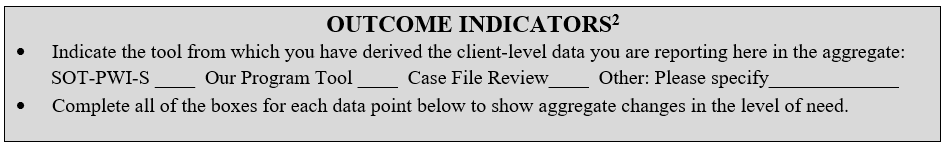 OUTCOME INDICATORS²
• Indicate the tool from which you have derived the client-level data you are reporting here in the aggregate:
SOT-PWI-S ____ Our Program Tool ____ Case File Review____ Other: Please specify_____________
• Complete all of the boxes for each data point below to show aggregate changes in the level of need.